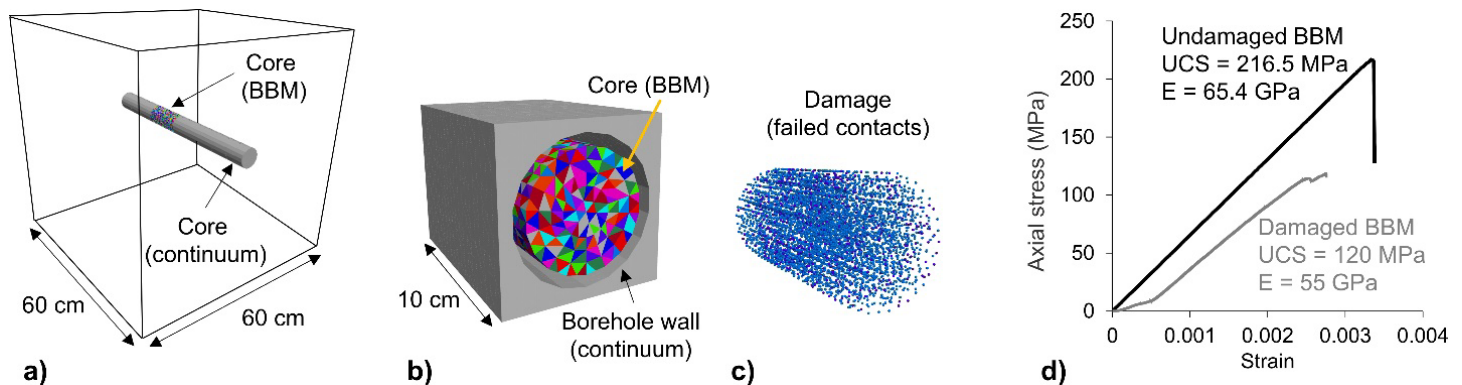 Core
(BBM)
Core
(continuum)
60 cm
60 cm
a)
Core (BBM)
10 cm
Borehole wall
(continuum)
b)
Damage
(failed contacts)
c)
Axial stress (MPa)
250
200
150
100
50
0
Undamaged BBM
UCS = 216.5 MPa
E = 65.4 GPa
Damaged BBM
UCS = 120 MPa
E = 55 GPa
0
0.001
0.002
0.003
0.004
Strain
d)